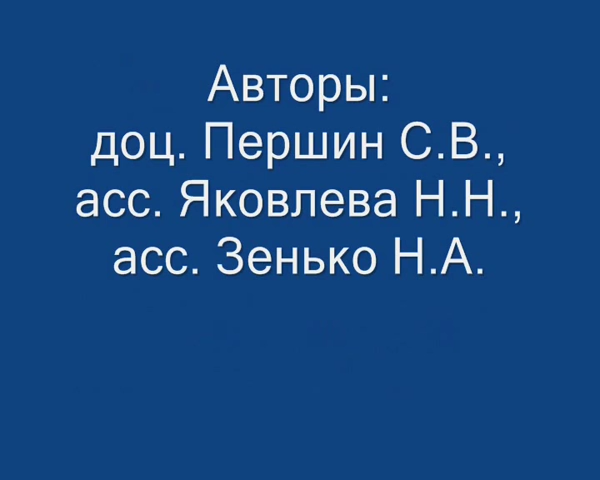 Авторы:
доц. Першин С.В.,
асс. Яковлева Н.Н.,
асс. Зенько Н.А.